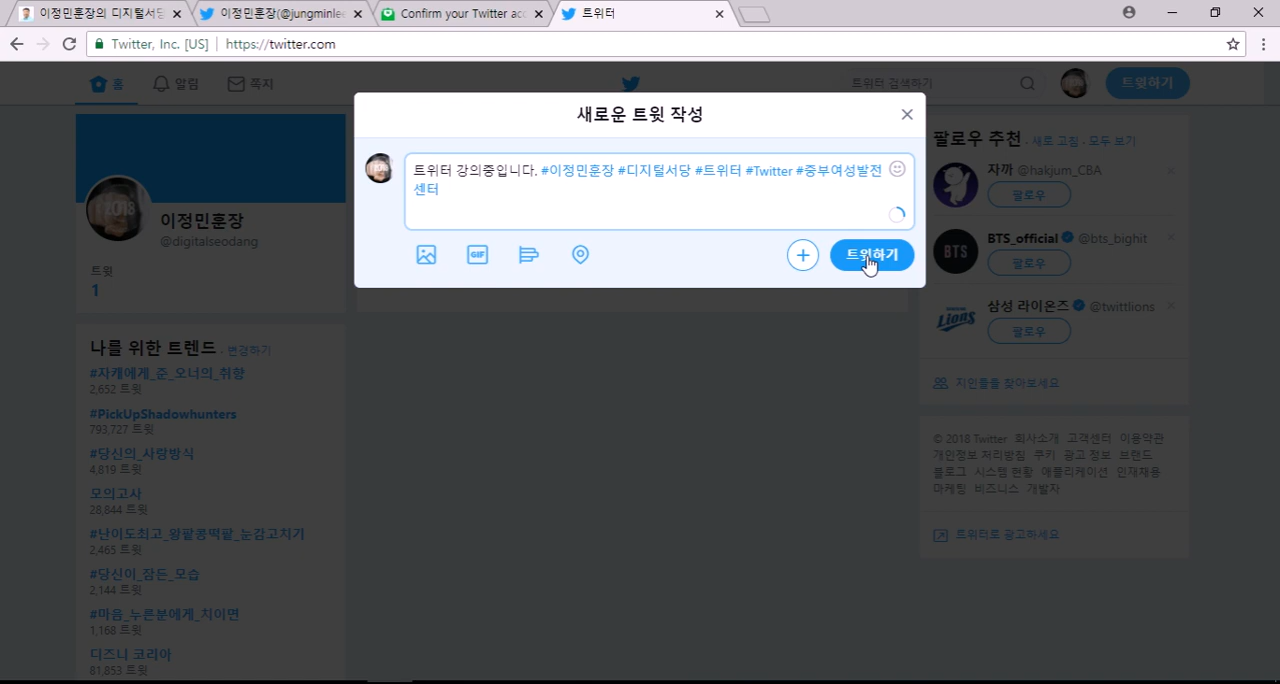 이정민훈장의 디지털서당
이정민훈장(@jungminlee
Confirm your Twitter acc
트위터
Twitter, Inc. [US]
https://twitter.com
홈
알림
쪽지
트위터 검색하기
트윗하기
새로운 트윗 작성
트위터 강의중입니다. #이정민훈장 #디지털서당 #트위터 #Twitter #중부여성발전
센터
GIF
트윗하기
2018
이정민훈장
@digitalseodang
트윗
1
나를 위한 트렌드 · 변경하기
#자캐에게_준_오너의_취향
2,652 트윗
#PickUpShadowhunters
793,727 트윗
#당신의_사랑방식
4,819 트윗
모의고사
28,844 트윗
#난이도최고_왕팥콩떡팥_눈감고치기
2,465 트윗
#당신이_잠든_모습
2,144 트윗
#마음_누른분에게_치이면
1,168 트윗
디즈니 코리아
81,853 트윗
팔로우 추천 · 새로 고침 · 모두 보기
자까 @hakjum_CBA
팔로우
BTS
BTS_official @bts_bighit
팔로우
Lions
삼성 라이온즈 @twittlions
팔로우
지인들을 찾아보세요
© 2018 Twitter 회사소개 고객센터 이용약관
개인정보 처리방침 쿠키 광고 정보 브랜드
블로그 시스템 현황 애플리케이션 인재채용
마케팅 비즈니스 개발자
트위터로 광고하세요